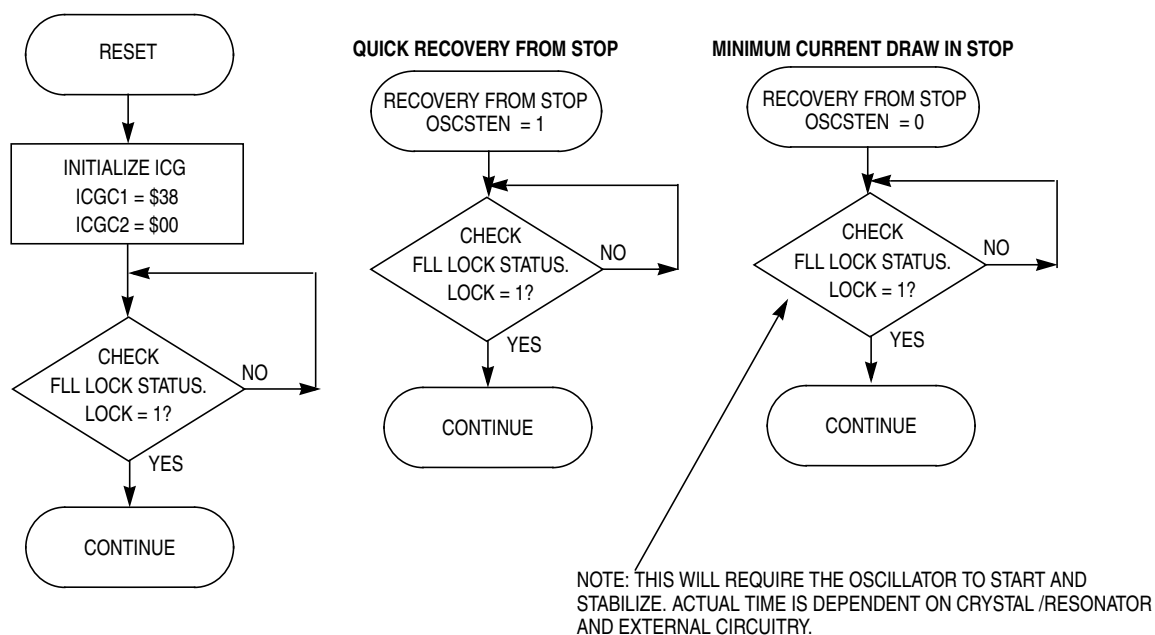 RESET
INITIALIZE ICG
ICGC1 = $38
ICGC2 = $00
CHECK
FLL LOCK STATUS.
LOCK = 1?
NO
YES
CONTINUE
QUICK RECOVERY FROM STOP
RECOVERY FROM STOP
OSCSTEN = 1
CHECK
FLL LOCK STATUS.
LOCK = 1?
NO
YES
CONTINUE
MINIMUM CURRENT DRAW IN STOP
RECOVERY FROM STOP
OSCSTEN = 0
CHECK
FLL LOCK STATUS.
LOCK = 1?
NO
YES
CONTINUE
NOTE: THIS WILL REQUIRE THE OSCILLATOR TO START AND
STABILIZE. ACTUAL TIME IS DEPENDENT ON CRYSTAL /RESONATOR
AND EXTERNAL CIRCUITRY.